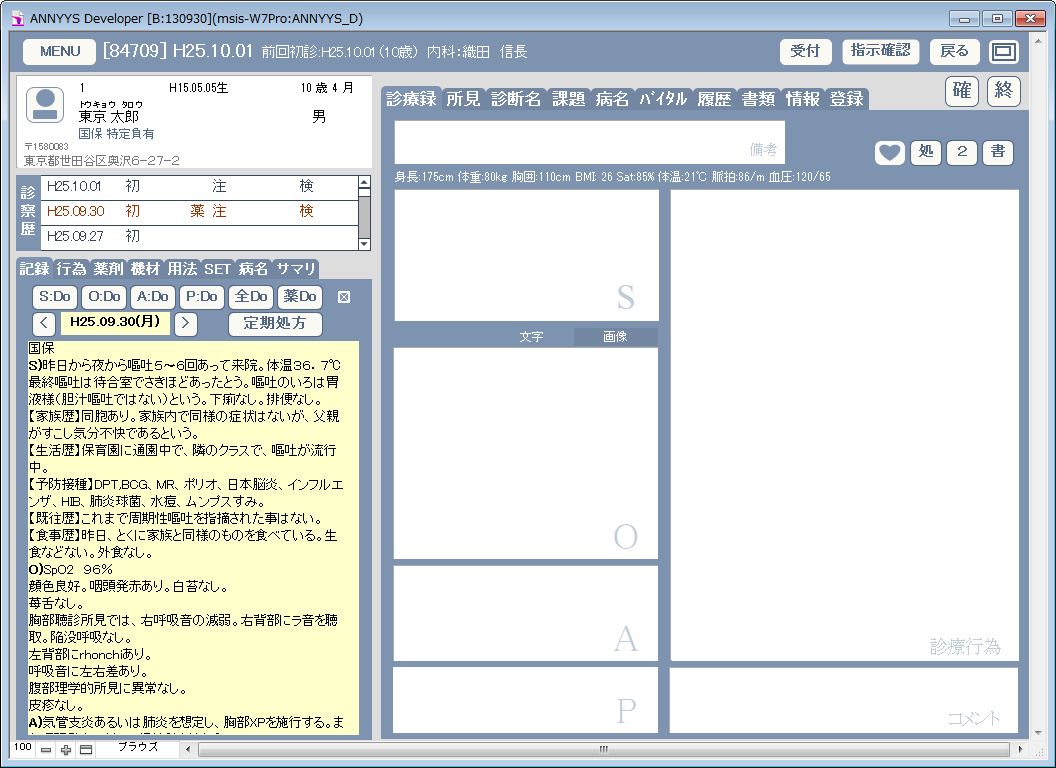 ANNYYS Developer [B:130930](msis-W7Pro:ANNYYS_D)
MENU [84709] H25.10.01 前回初診:H25.10.01 (10歳) 内科:織田 信長 受付 指示確認 戻る
1 H15.05.05生 10 歳 4 月
トウキョウ タロウ
東京 太郎 男
国保 特定負有
〒1580083
東京都世田谷区奥沢6-27-2
診察歴
H25.10.01 初 注 検
H25.09.30 初 薬 注 検
H25.09.27 初
記録 行為 薬剤 機材 用法 SET 病名 サマリ
S:Do O:Do A:Do P:Do 全Do 薬Do
< H25.09.30(月) > 定期処方
国保
S)昨日から夜から嘔吐5～6回あって来院。体温36.7℃
最終嘔吐は待合室でさきほどあったとう。嘔吐のいろは胃
液様(胆汁嘔吐ではない)という。下痢なし。排便なし。
【家族歴】同胞あり。家族内で同様の症状はないが、父親
がすこし気分不快であるという。
【生活歴】保育園に通園中で、隣のクラスで、嘔吐が流行
中。
【予防接種】DPT,BCG、MR、ポリオ、日本脳炎、インフルエ
ンザ、HIB、肺炎球菌、水痘、ムンプスすみ。
【既往歴】これまで周期性嘔吐を指摘された事はない。
【食事歴】昨日、とくに家族と同様のものを食べている。生
食などない。外食なし。
O)SpO2 96%
顔色良好。咽頭発赤あり。白苔なし。
苺舌なし。
胸部聴診所見では、右呼吸音の減弱。右背部にラ音を聴
取。陥没呼吸なし。
左背部にrhonchiあり。
呼吸音に左右差あり。
腹部理学的所見に異常なし。
皮疹なし。
A)気管支炎あるいは肺炎を想定し、胸部XPを施行する。ま
100 ブラウズ
診療録 所見 診断名 課題 病名 バイタル 履歴 書類 情報 登録 確 終
備考
処 2 書
身長:175cm 体重:80kg 胸囲:110cm BMI: 26 Sat:85% 体温:21℃ 脈拍:86/m 血圧:120/65
S
文字 画像
O
A
P
診療行為
コメント